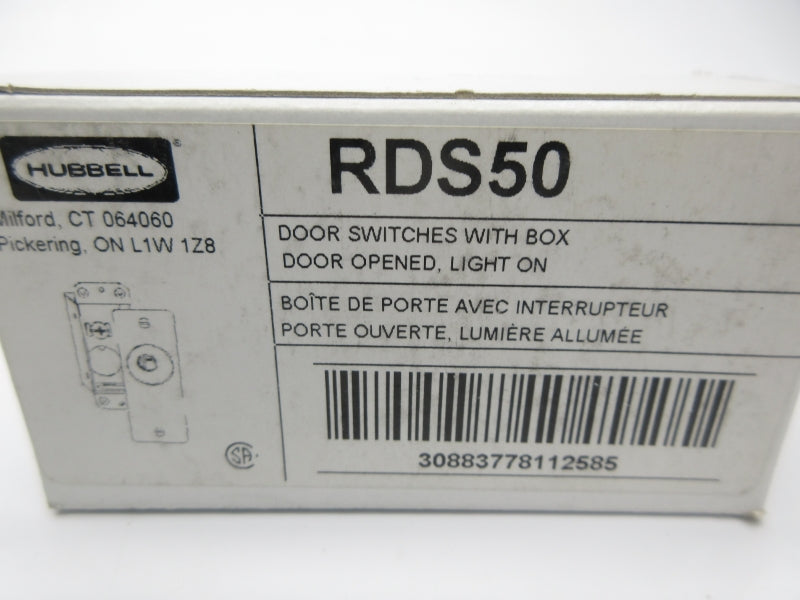 HUBBELL®
Milford, CT 064060
Pickering, ON L1W 1Z8
RDS50
DOOR SWITCHES WITH BOX
DOOR OPENED, LIGHT ON
BOÎTE DE PORTE AVEC INTERRUPTEUR
PORTE OUVERTE, LUMIÈRE ALLUMÉE
30883778112585
SA